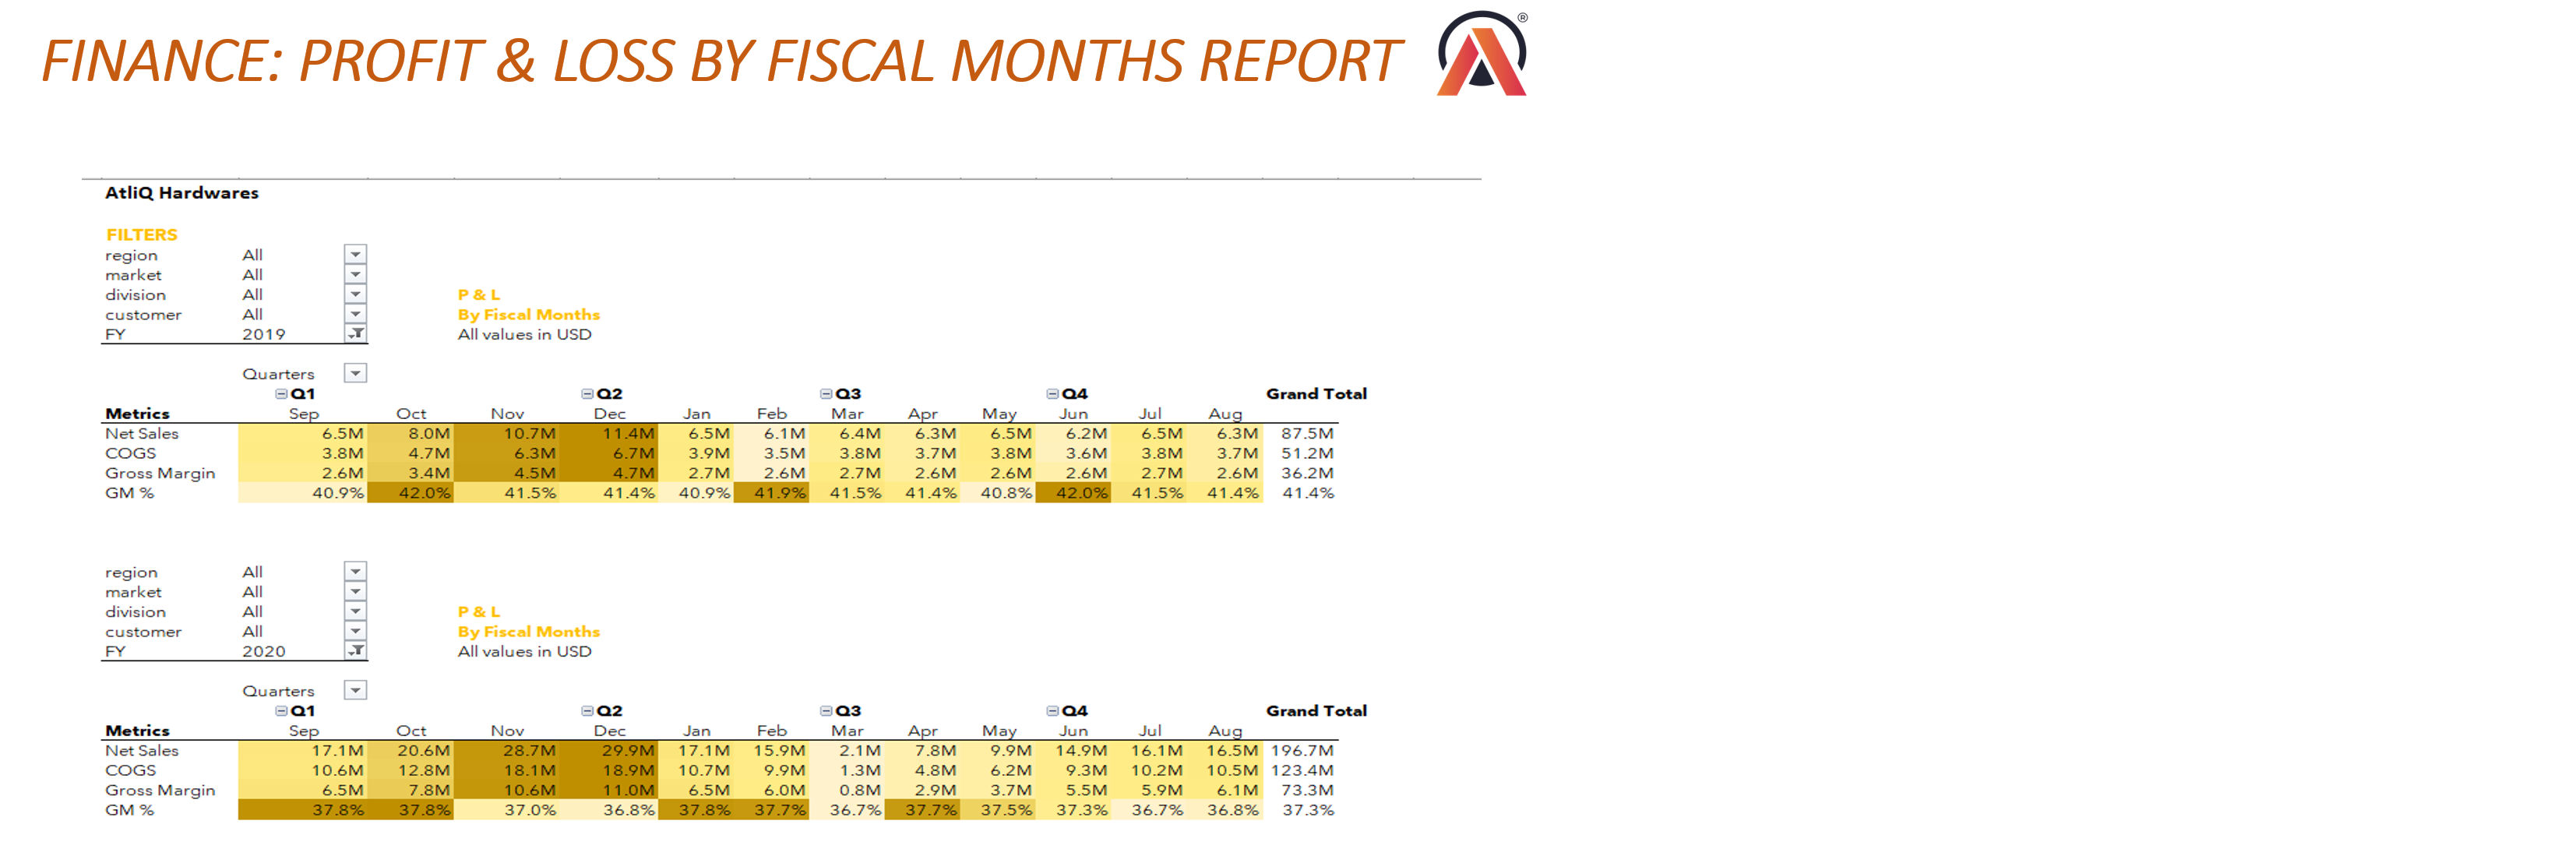 FINANCE: PROFIT & LOSS BY FISCAL MONTHS REPORT ®
AtliQ Hardwares
FILTERS
region All
market All
division All P & L
customer All By Fiscal Months
FY 2019 All values in USD
Quarters
Q1 Q2 Q3 Q4 Grand Total
Metrics Sep Oct Nov Dec Jan Feb Mar Apr May Jun Jul Aug
Net Sales 6.5M 8.0M 10.7M 11.4M 6.5M 6.1M 6.4M 6.3M 6.5M 6.2M 6.5M 6.3M 87.5M
COGS 3.8M 4.7M 6.3M 6.7M 3.9M 3.5M 3.8M 3.7M 3.8M 3.6M 3.8M 3.7M 51.2M
Gross Margin 2.6M 3.4M 4.5M 4.7M 2.7M 2.6M 2.7M 2.6M 2.6M 2.6M 2.7M 2.6M 36.2M
GM % 40.9% 42.0% 41.5% 41.4% 40.9% 41.9% 41.5% 41.4% 40.8% 42.0% 41.5% 41.4% 41.4%
region All
market All
division All P & L
customer All By Fiscal Months
FY 2020 All values in USD
Quarters
Q1 Q2 Q3 Q4 Grand Total
Metrics Sep Oct Nov Dec Jan Feb Mar Apr May Jun Jul Aug
Net Sales 17.1M 20.6M 28.7M 29.9M 17.1M 15.9M 2.1M 7.8M 9.9M 14.9M 16.1M 16.5M 196.7M
COGS 10.6M 12.8M 18.1M 18.9M 10.7M 9.9M 1.3M 4.8M 6.2M 9.3M 10.2M 10.5M 123.4M
Gross Margin 6.5M 7.8M 10.6M 11.0M 6.5M 6.0M 0.8M 2.9M 3.7M 5.5M 5.9M 6.1M 73.3M
GM % 37.8% 37.8% 37.0% 36.8% 37.8% 37.7% 36.7% 37.7% 37.5% 37.3% 36.7% 36.8% 37.3%